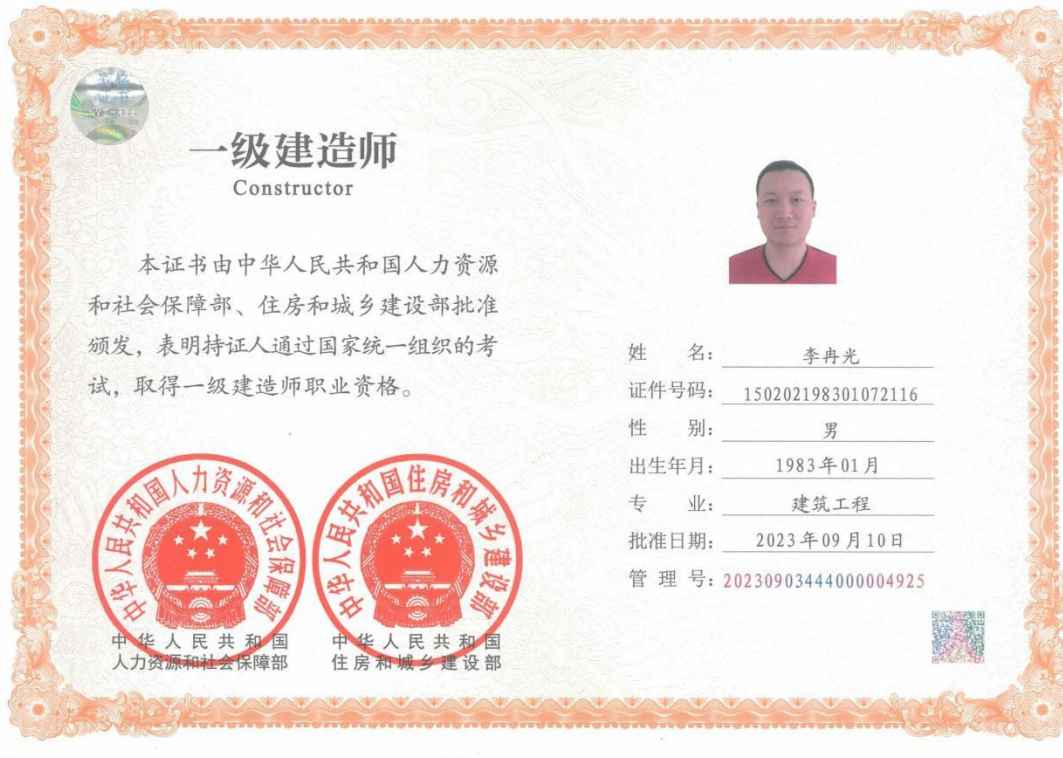 一级建造师
Constructor
本证书由中华人民共和国人力资源
和社会保障部、住房和城乡建设部批准
颁发，表明持证人通过国家统一组织的考
试，取得一级建造师职业资格。
中华人民共和国人力资源和社会保障部
中华人民共和国
人力资源和社会保障部
中华人民共和国住房和城乡建设部
中华人民共和国
住房和城乡建设部
姓名：李冉光
证件号码：150202198301072116
性别：男
出生年月：1983年01月
专业：建筑工程
批准日期：2023年09月10日
管理号：20230903444000004925